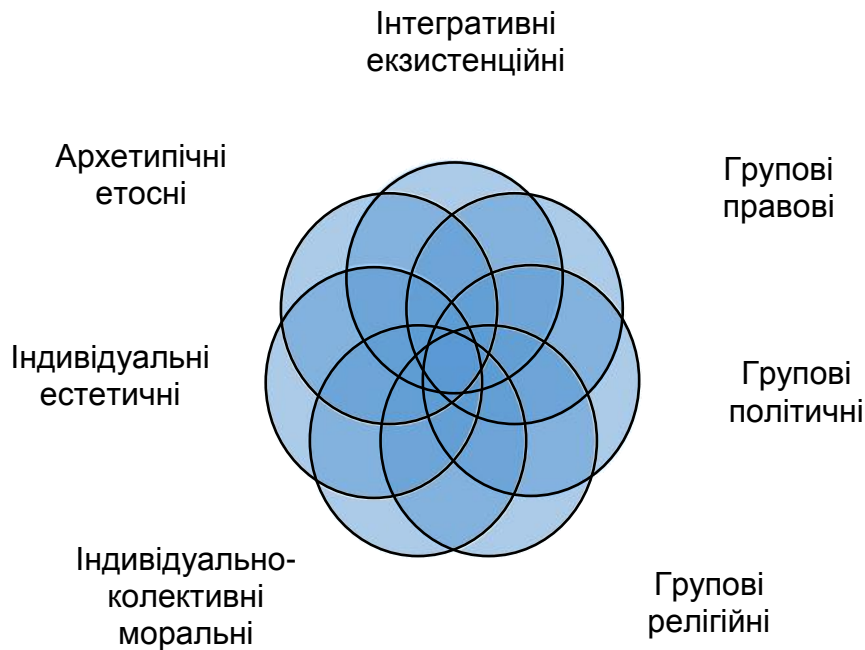 Інтегративні
екзистенційні
Архетипічні
етосні
Групові
правові
Індивідуальні
естетичні
Групові
політичні
Індивідуально-
колективні
моральні
Групові
релігійні